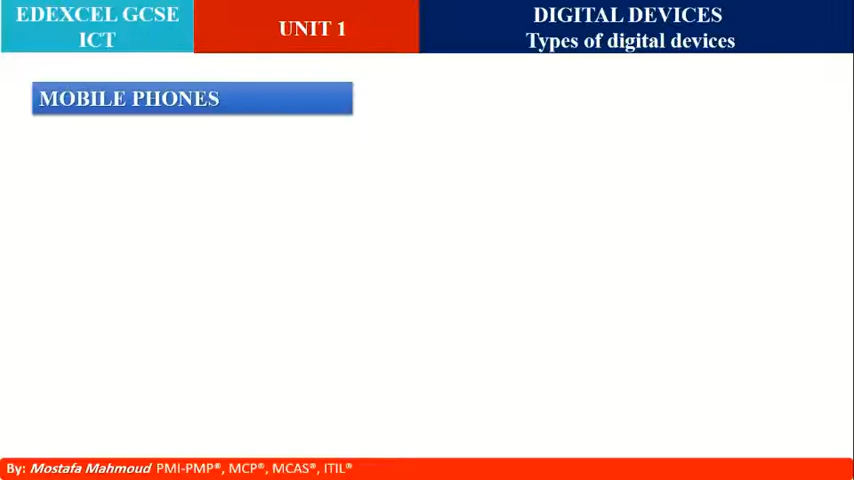 EDEXCEL GCSE
ICT
UNIT 1
DIGITAL DEVICES
Types of digital devices
MOBILE PHONES
By: Mostafa Mahmoud PMI-PMP®, MCP®, MCAS®, ITIL®